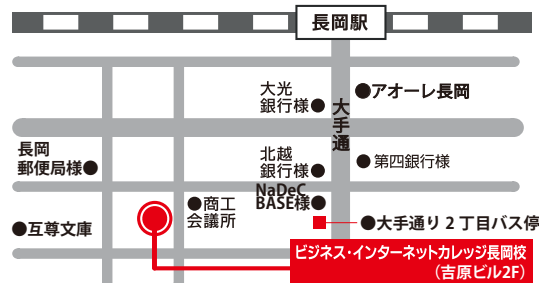 長岡駅
大光
銀行様
アオーレ長岡
大手通
長岡
郵便局様
北越
銀行様
第四銀行様
NaDeC
BASE様
商工
会議所
互尊文庫
大手通り2丁目バス停
ビジネス・インターネットカレッジ長岡校
（吉原ビル2F）